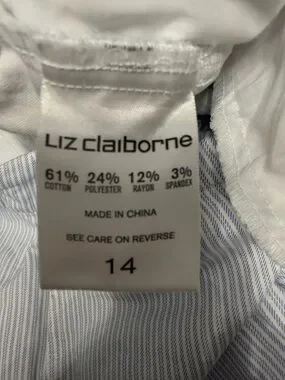 Liz claiborne
61% 24% 12% 3%
COTTON POLYESTER RAYON SPANDEX
MADE IN CHINA
SEE CARE ON REVERSE
14